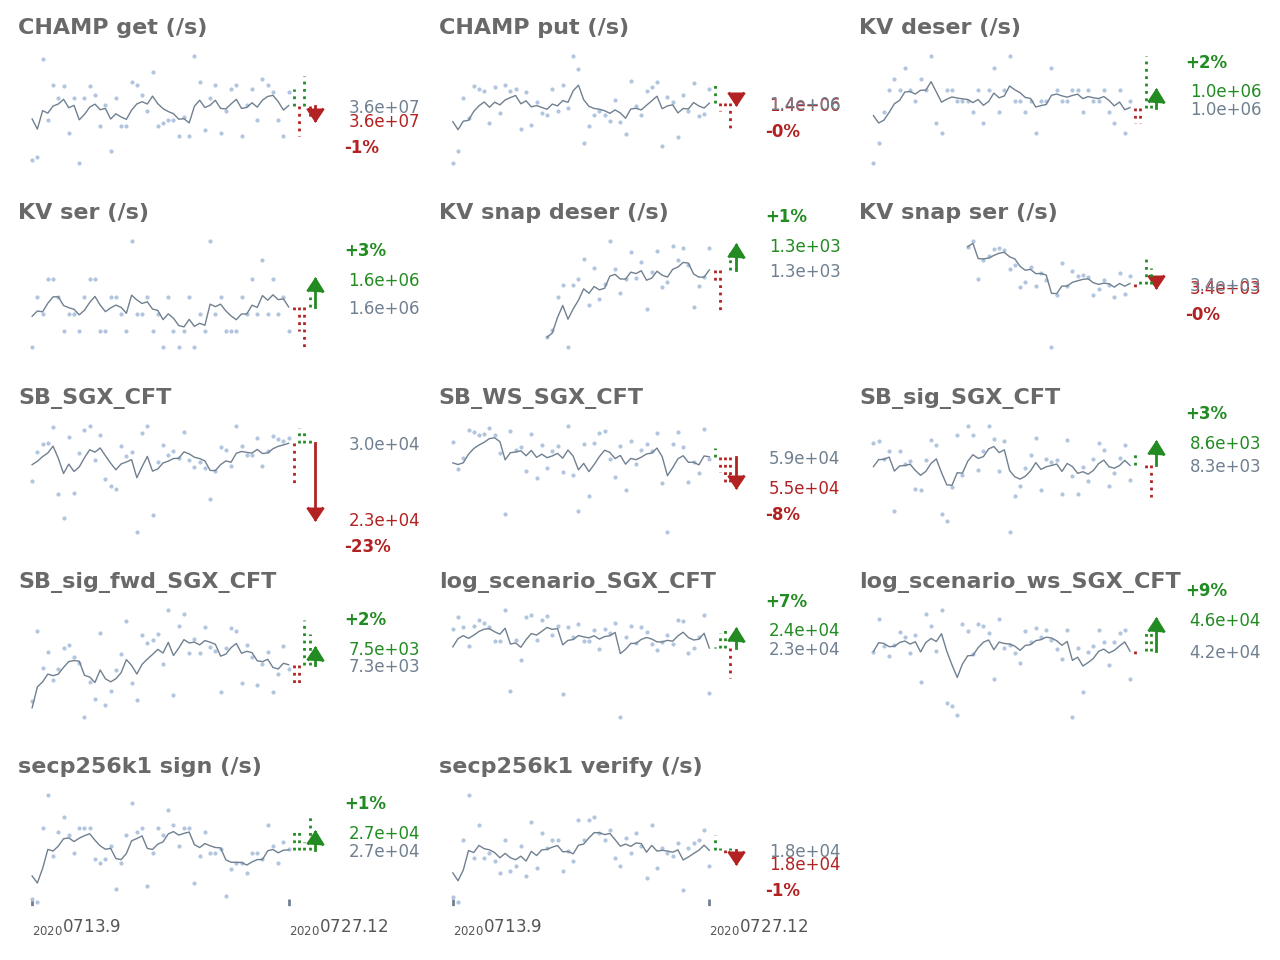 CHAMP get (/s)
3.6e+07
3.6e+07
-1%
CHAMP put (/s)
1.4e+06
-0%
KV deser (/s)
+2%
1.0e+06
1.0e+06
KV ser (/s)
+3%
1.6e+06
1.6e+06
KV snap deser (/s)
+1%
1.3e+03
1.3e+03
KV snap ser (/s)
3.4e+03
3.4e+03
-0%
SB_SGX_CFT
3.0e+04
2.3e+04
-23%
SB_WS_SGX_CFT
5.9e+04
5.5e+04
-8%
SB_sig_SGX_CFT
+3%
8.6e+03
8.3e+03
SB_sig_fwd_SGX_CFT
+2%
7.5e+03
7.3e+03
log_scenario_SGX_CFT
+7%
2.4e+04
2.3e+04
log_scenario_ws_SGX_CFT
+9%
4.6e+04
4.2e+04
secp256k1 sign (/s)
+1%
2.7e+04
2.7e+04
20200713.9
20200727.12
secp256k1 verify (/s)
1.8e+04
1.8e+04
-1%
20200713.9
20200727.12